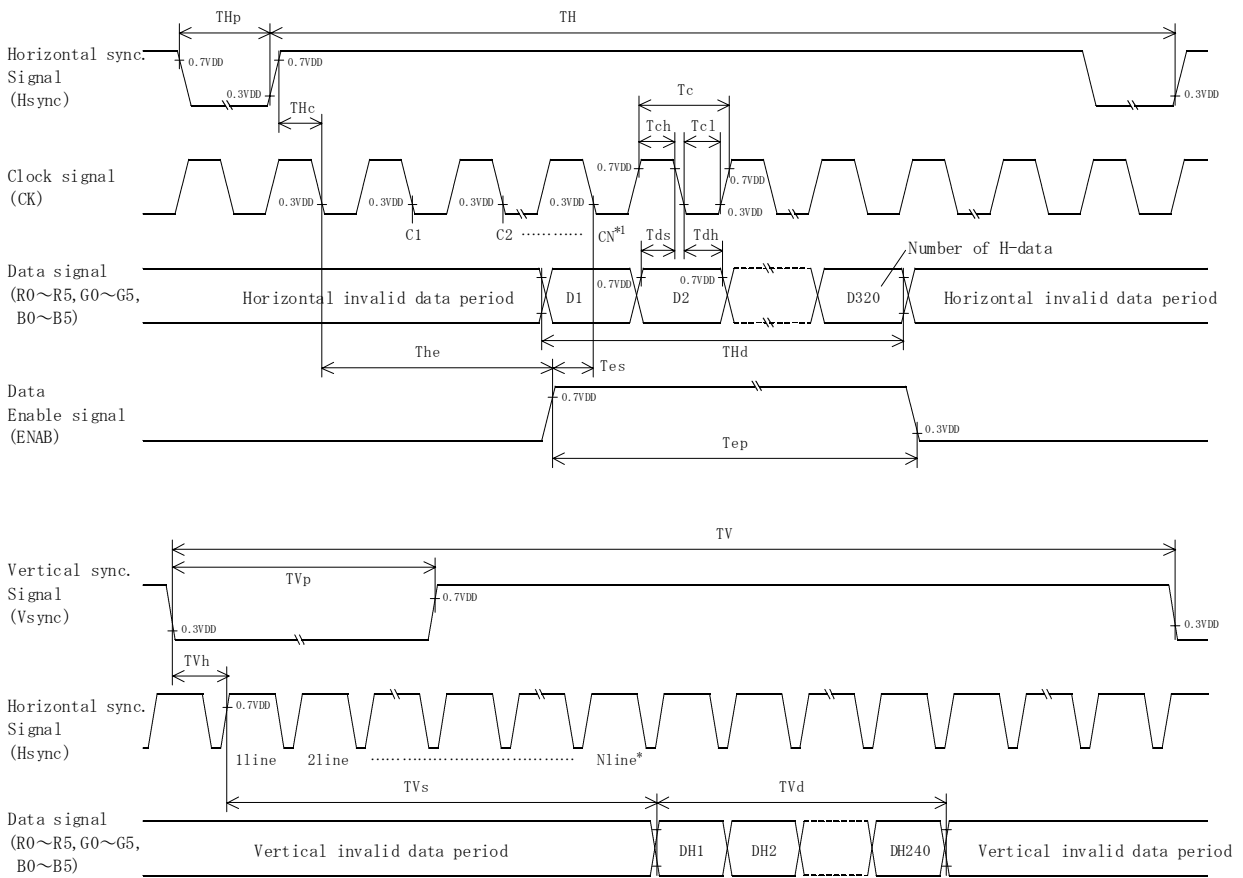 THp TH
Horizontal sync.
Signal
(Hsync)
0.7VDD 0.7VDD
0.3VDD 0.3VDD
THc Tc
Tch Tcl
Clock signal
(CK)
0.7VDD 0.7VDD
0.3VDD 0.3VDD 0.3VDD 0.3VDD 0.3VDD
C1 C2 ‥‥‥‥‥‥ CN*1
Tds Tdh
Number of H-data
Data signal
(R0～R5,G0～G5,
B0～B5)
Horizontal invalid data period D1 0.7VDD D2 0.7VDD D320 Horizontal invalid data period
The Tes THd
Data
Enable signal
(ENAB)
0.7VDD
0.3VDD
Tep
TV
Vertical sync.
Signal
(Vsync)
TVp
0.7VDD
0.3VDD 0.3VDD
TVh
Horizontal sync.
Signal
(Hsync)
0.7VDD
1line 2line ‥‥‥‥‥‥‥‥‥‥‥‥ Nline*
TVs TVd
Data signal
(R0～R5,G0～G5,
B0～B5)
Vertical invalid data period DH1 DH2 DH240 Vertical invalid data period